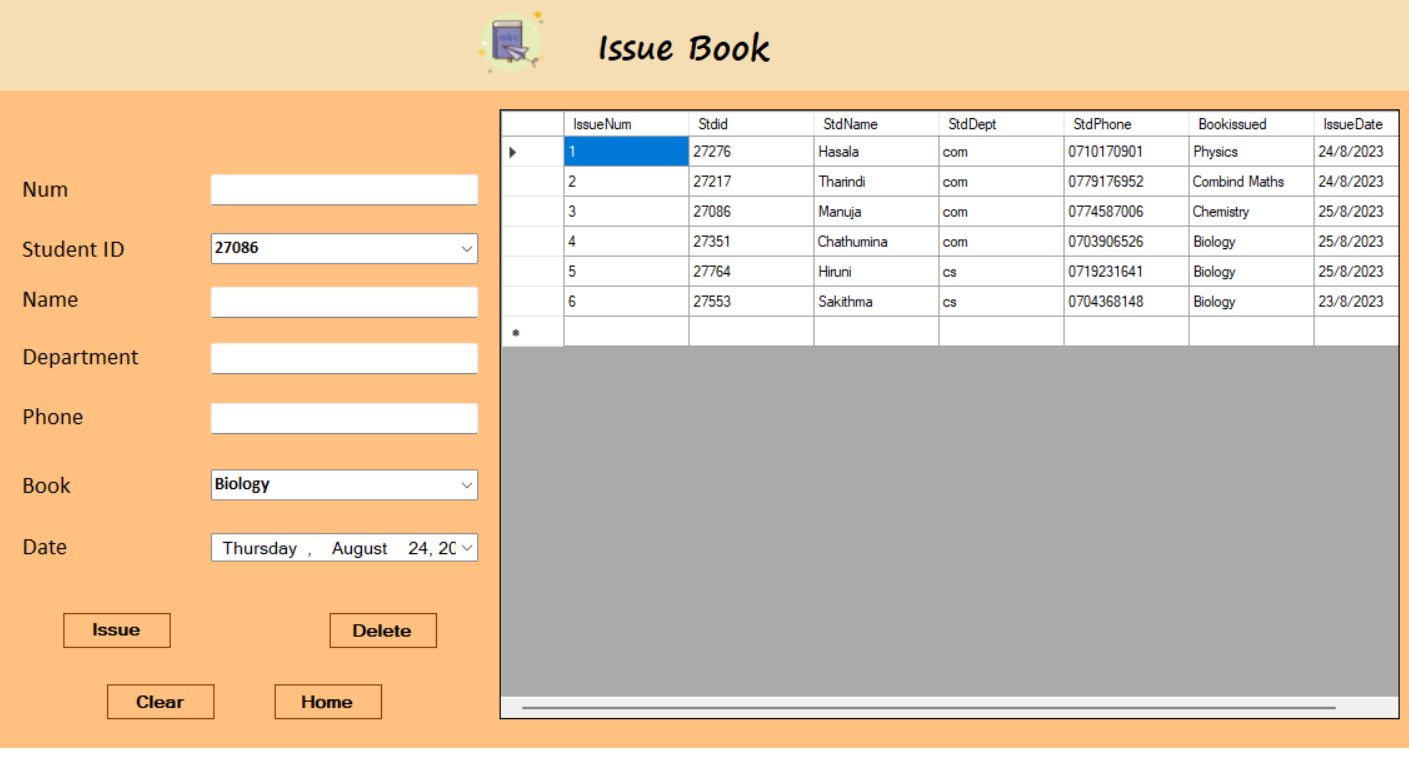 abc
Issue Book
IssueNum Stdid StdName StdDept StdPhone Bookissued IssueDate
1 27276 Hasala com 0710170901 Physics 24/8/2023
2 27217 Tharindi com 0779176952 Combind Maths 24/8/2023
3 27086 Manuja com 0774587006 Chemistry 25/8/2023
4 27351 Chathumina com 0703906526 Biology 25/8/2023
5 27764 Hiruni cs 0719231641 Biology 25/8/2023
6 27553 Sakithma cs 0704368148 Biology 23/8/2023
Num
Student ID 27086
Name
Department
Phone
Book Biology
Date Thursday , August 24, 20
Issue Delete
Clear Home